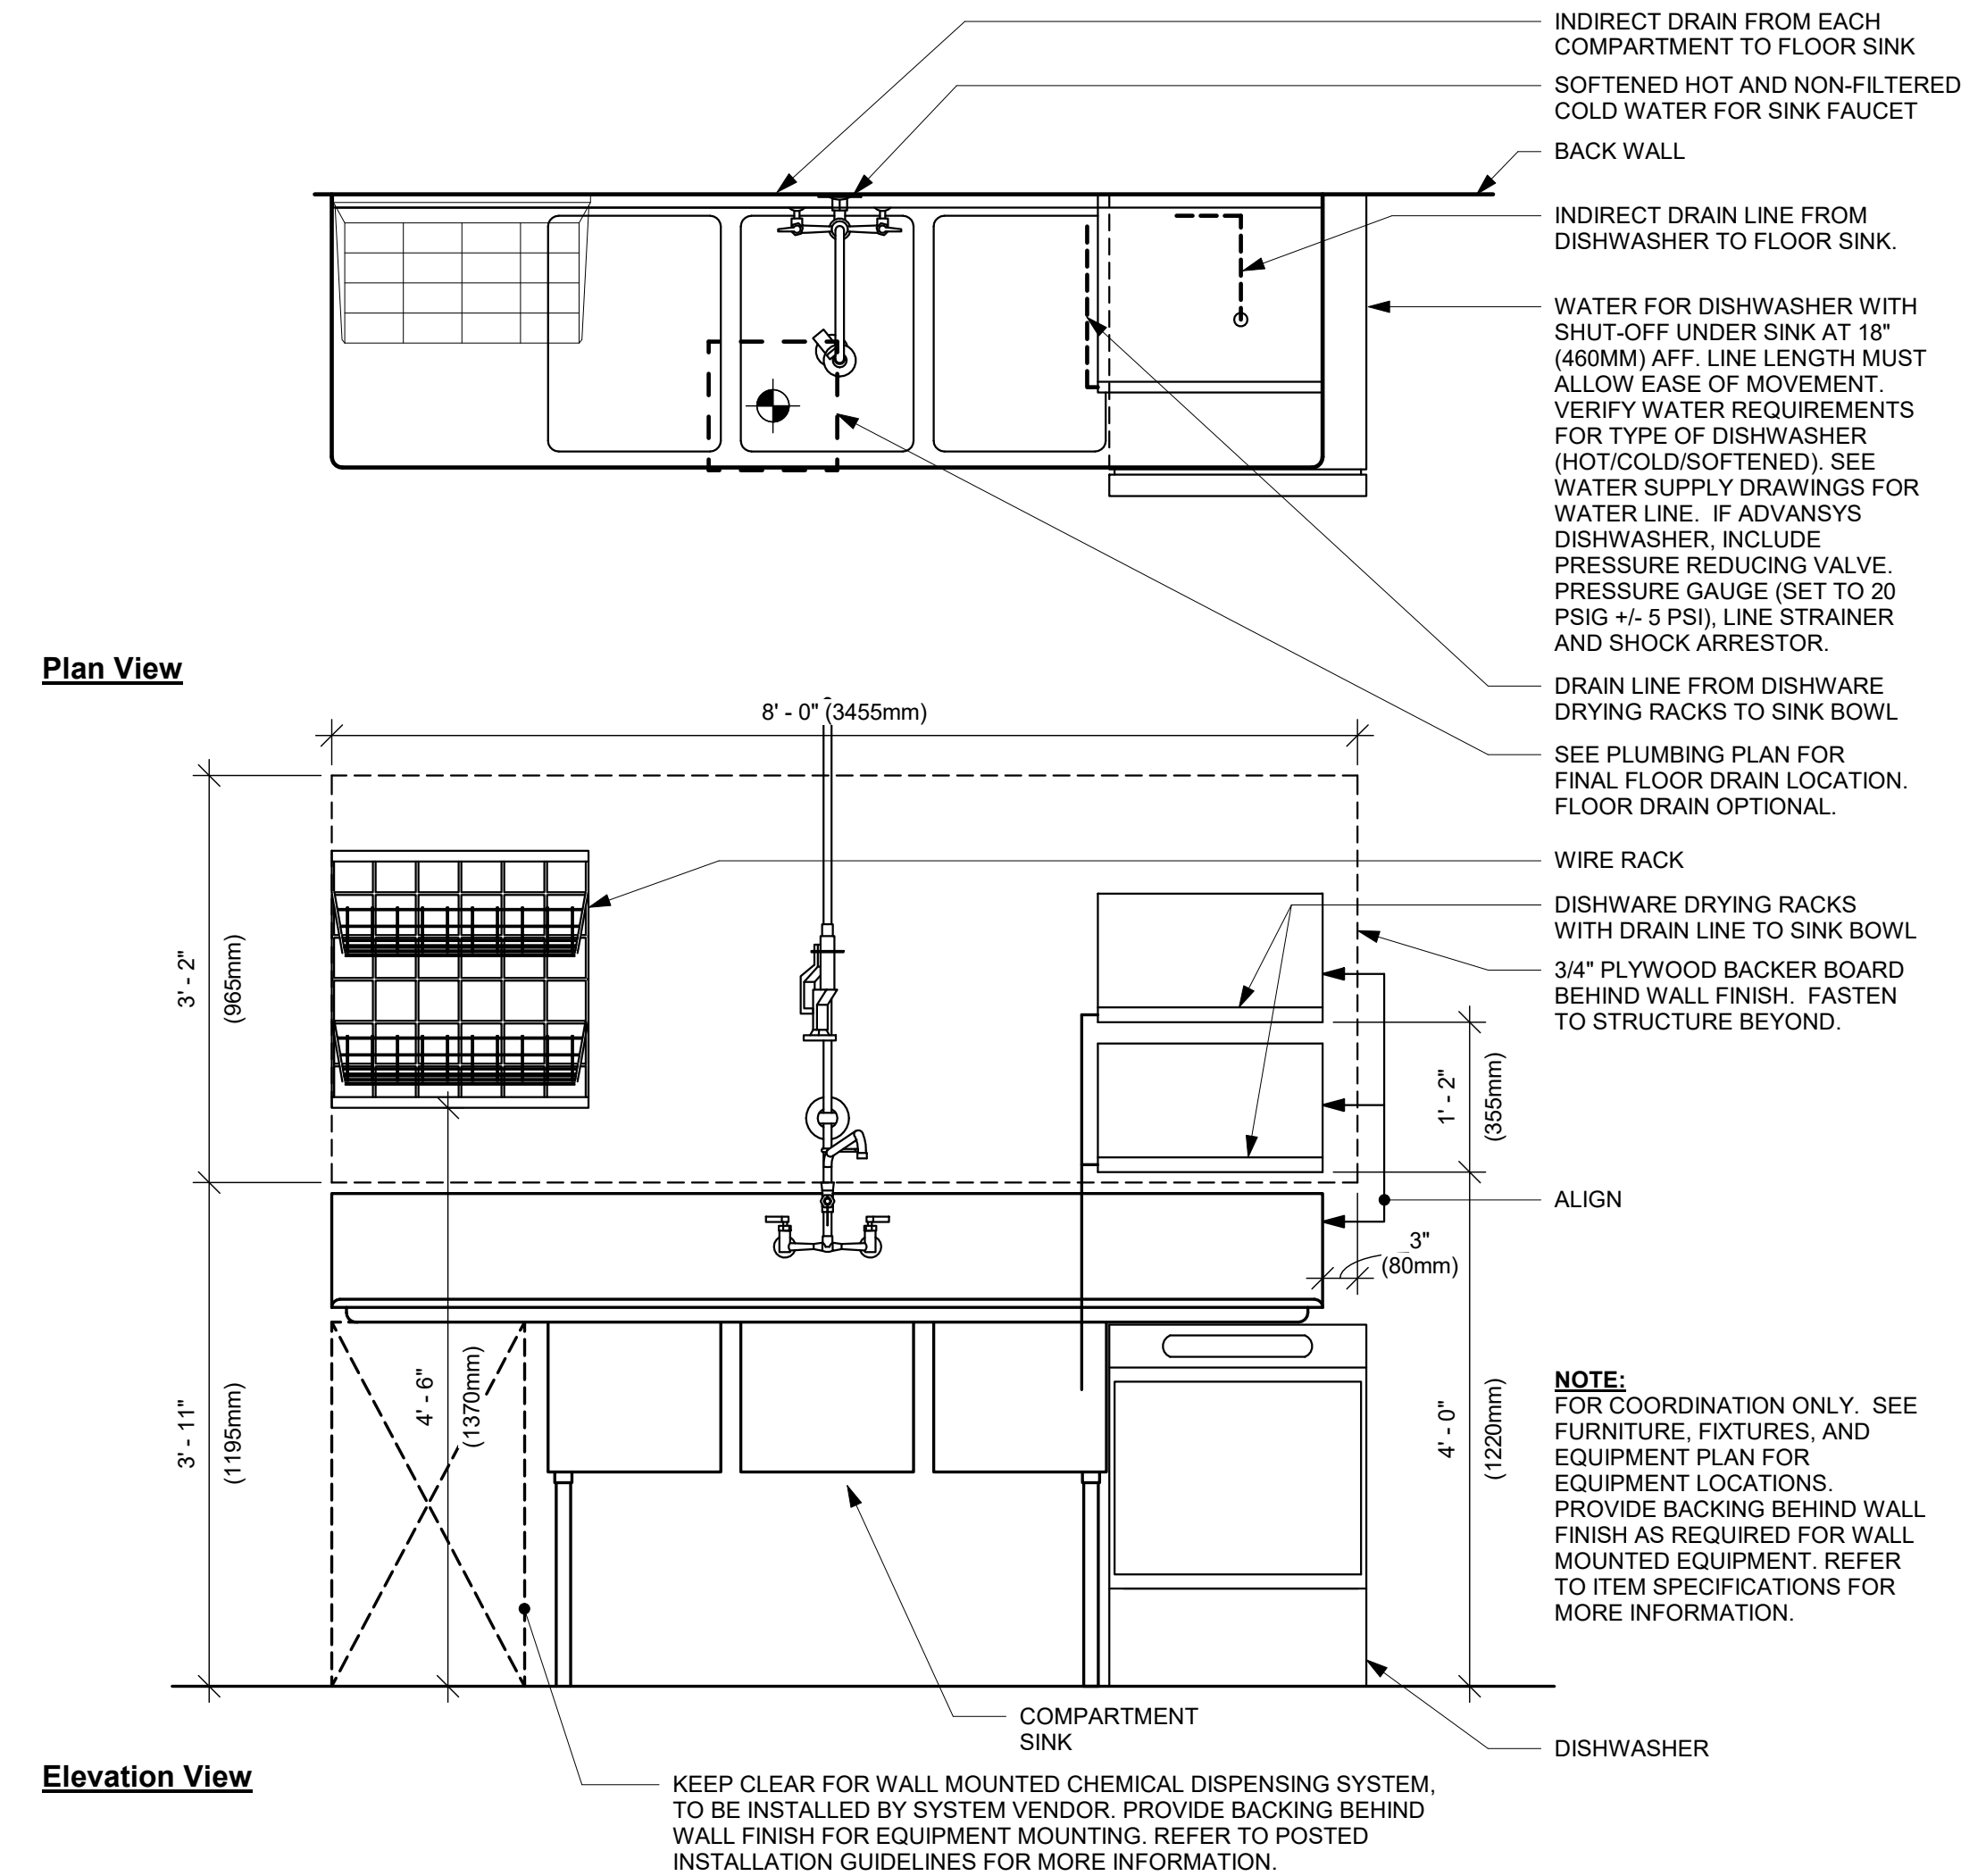 INDIRECT DRAIN FROM EACH
COMPARTMENT TO FLOOR SINK
SOFTENED HOT AND NON-FILTERED
COLD WATER FOR SINK FAUCET
BACK WALL
INDIRECT DRAIN LINE FROM
DISHWASHER TO FLOOR SINK.
WATER FOR DISHWASHER WITH
SHUT-OFF UNDER SINK AT 18"
(460MM) AFF. LINE LENGTH MUST
ALLOW EASE OF MOVEMENT.
VERIFY WATER REQUIREMENTS
FOR TYPE OF DISHWASHER
(HOT/COLD/SOFTENED). SEE
WATER SUPPLY DRAWINGS FOR
WATER LINE. IF ADVANSYS
DISHWASHER, INCLUDE
PRESSURE REDUCING VALVE.
PRESSURE GAUGE (SET TO 20
PSIG +/- 5 PSI), LINE STRAINER
AND SHOCK ARRESTOR.
Plan View
DRAIN LINE FROM DISHWARE
DRYING RACKS TO SINK BOWL
8' - 0" (3455mm)
SEE PLUMBING PLAN FOR
FINAL FLOOR DRAIN LOCATION.
FLOOR DRAIN OPTIONAL.
WIRE RACK
DISHWARE DRYING RACKS
WITH DRAIN LINE TO SINK BOWL
3/4" PLYWOOD BACKER BOARD
BEHIND WALL FINISH. FASTEN
TO STRUCTURE BEYOND.
3' - 2"
(965mm)
1' - 2"
(355mm)
ALIGN
3"
(80mm)
3' - 11"
(1195mm)
4' - 6"
(1370mm)
4' - 0"
(1220mm)
NOTE:
FOR COORDINATION ONLY. SEE
FURNITURE, FIXTURES, AND
EQUIPMENT PLAN FOR
EQUIPMENT LOCATIONS.
PROVIDE BACKING BEHIND WALL
FINISH AS REQUIRED FOR WALL
MOUNTED EQUIPMENT. REFER
TO ITEM SPECIFICATIONS FOR
MORE INFORMATION.
COMPARTMENT
SINK
DISHWASHER
Elevation View
KEEP CLEAR FOR WALL MOUNTED CHEMICAL DISPENSING SYSTEM,
TO BE INSTALLED BY SYSTEM VENDOR. PROVIDE BACKING BEHIND
WALL FINISH FOR EQUIPMENT MOUNTING. REFER TO POSTED
INSTALLATION GUIDELINES FOR MORE INFORMATION.